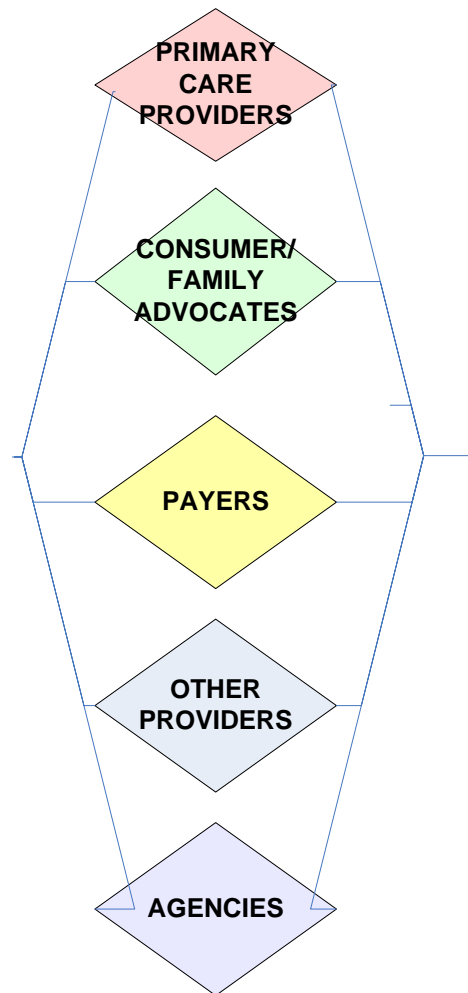 PRIMARY
CARE
PROVIDERS
CONSUMER/
FAMILY
ADVOCATES
PAYERS
OTHER
PROVIDERS
AGENCIES